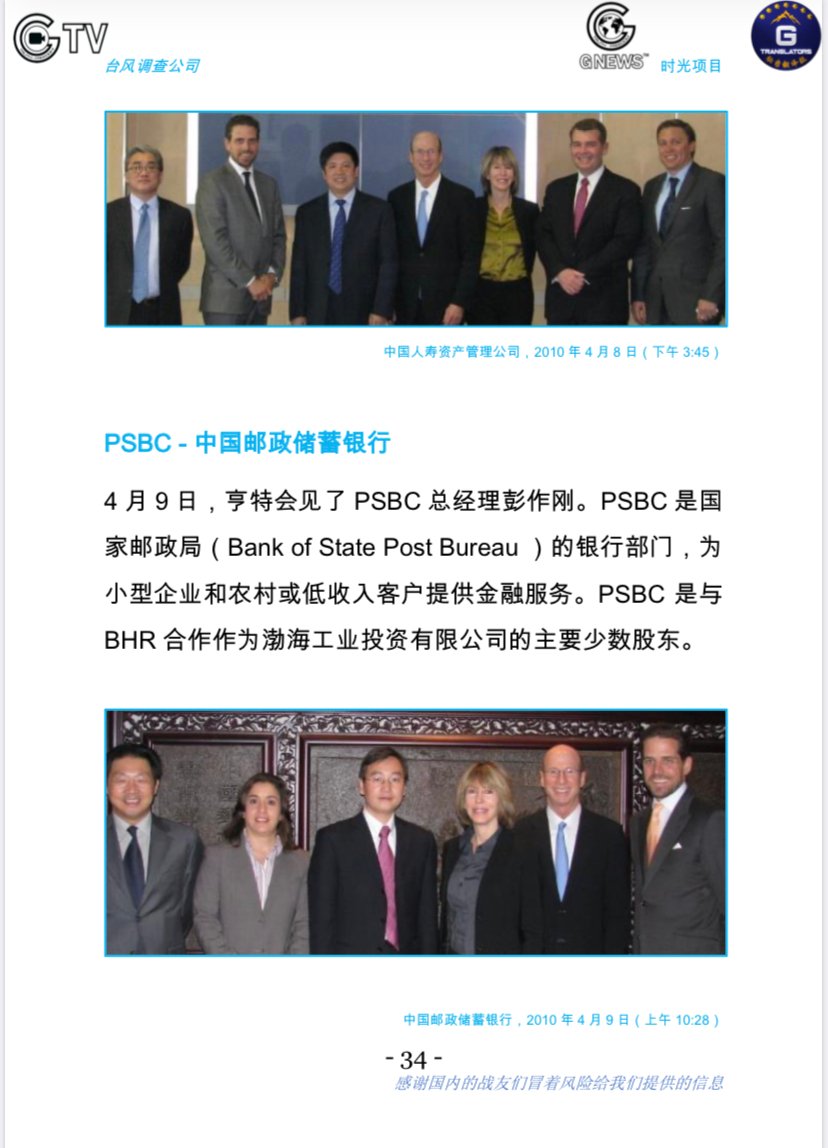 GTV
台风调查公司
GNEWS™
时光项目
G
TRANSLATORS
中国人寿资产管理公司，2010 年 4 月 8 日（下午 3:45）
PSBC - 中国邮政储蓄银行
4 月 9 日，亨特会见了 PSBC 总经理彭作刚。PSBC 是国
家邮政局（Bank of State Post Bureau ）的银行部门，为
小型企业和农村或低收入客户提供金融服务。PSBC 是与
BHR 合作作为渤海工业投资有限公司的主要少数股东。
中国邮政储蓄银行，2010 年 4 月 9 日（上午 10:28）
- 34 -
感谢国内的战友们冒着风险给我们提供的信息